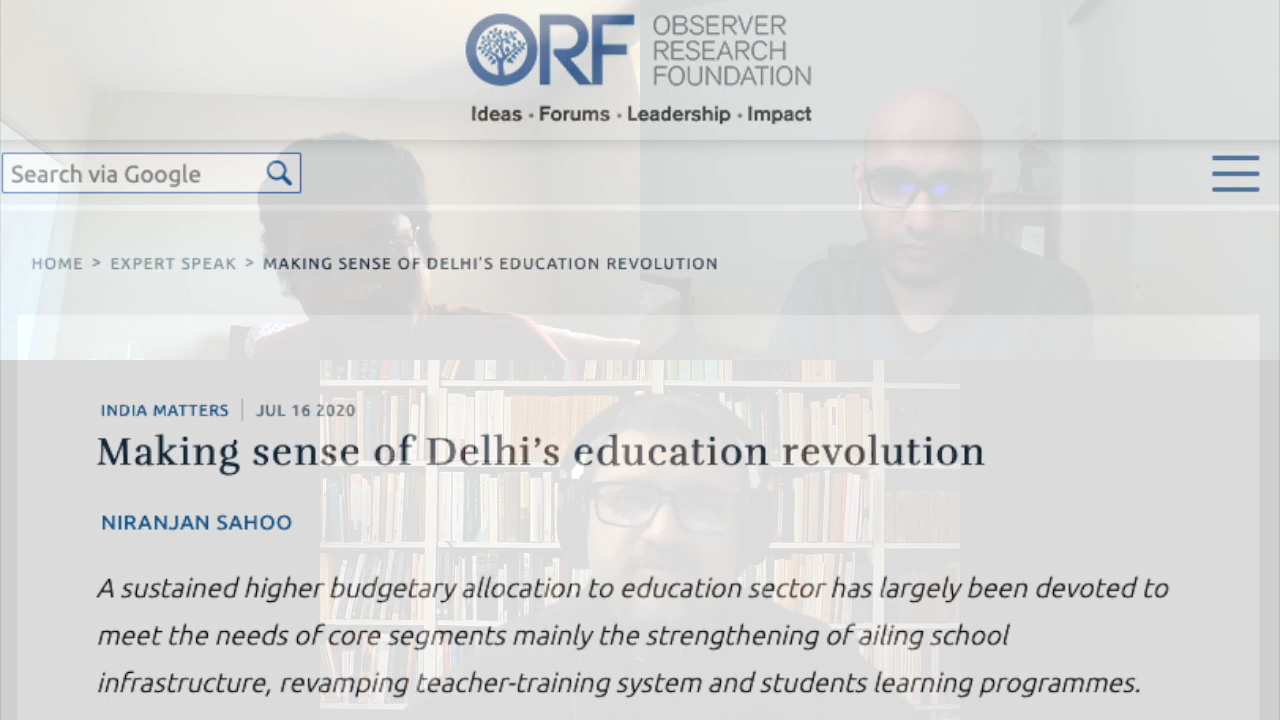 ORF OBSERVER
RESEARCH
FOUNDATION
Ideas · Forums · Leadership · Impact
Search via Google
HOME > EXPERT SPEAK > MAKING SENSE OF DELHI'S EDUCATION REVOLUTION
INDIA MATTERS | JUL 16 2020
Making sense of Delhi’s education revolution
NIRANJAN SAHOO
A sustained higher budgetary allocation to education sector has largely been devoted to
meet the needs of core segments mainly the strengthening of ailing school
infrastructure, revamping teacher-training system and students learning programmes.